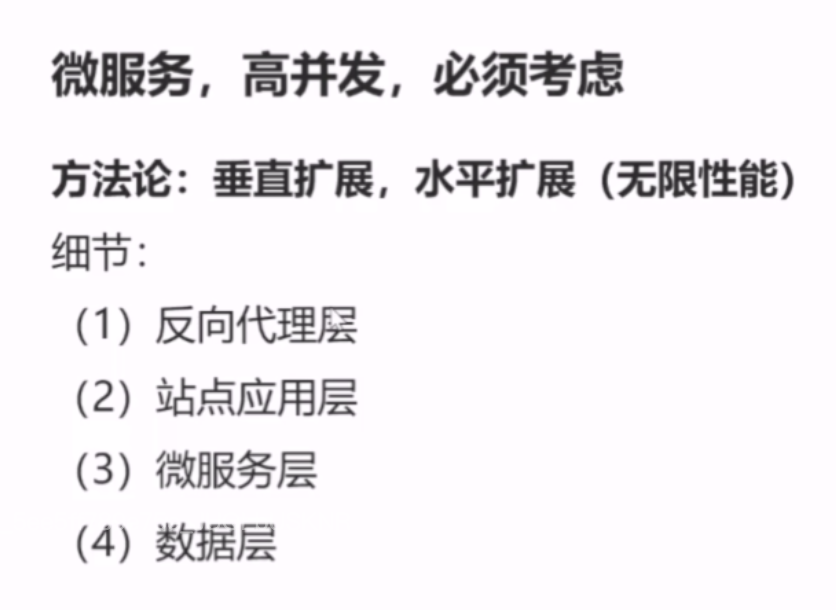 微服务，高并发，必须考虑
方法论：垂直扩展，水平扩展（无限性能）
细节：
（1）反向代理层
（2）站点应用层
（3）微服务层
（4）数据层